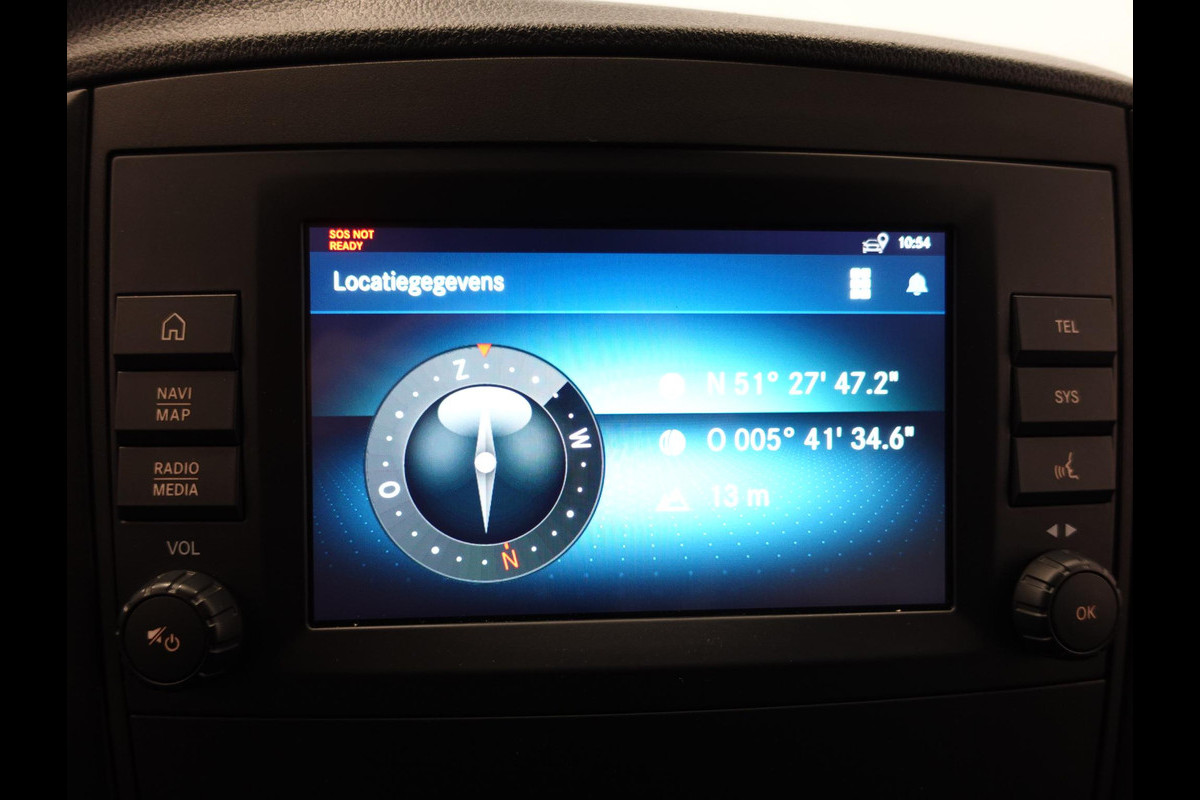 SOS NOT
READY
10:54
Locatiegegevens
NAVI
MAP
RADIO
MEDIA
VOL
Z
W
O
N
N 51° 27' 47.2"
O 005° 41' 34.6"
13 m
TEL
SYS
OK